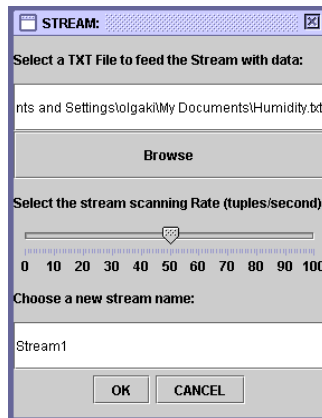 STREAM:
Select a TXT File to feed the Stream with data:
nts and Settings\olgaki\My Documents\Humidity.txt
Browse
Select the stream scanning Rate (tuples/second)
0 10 20 30 40 50 60 70 80 90 100
Choose a new stream name:
Stream1
OK CANCEL